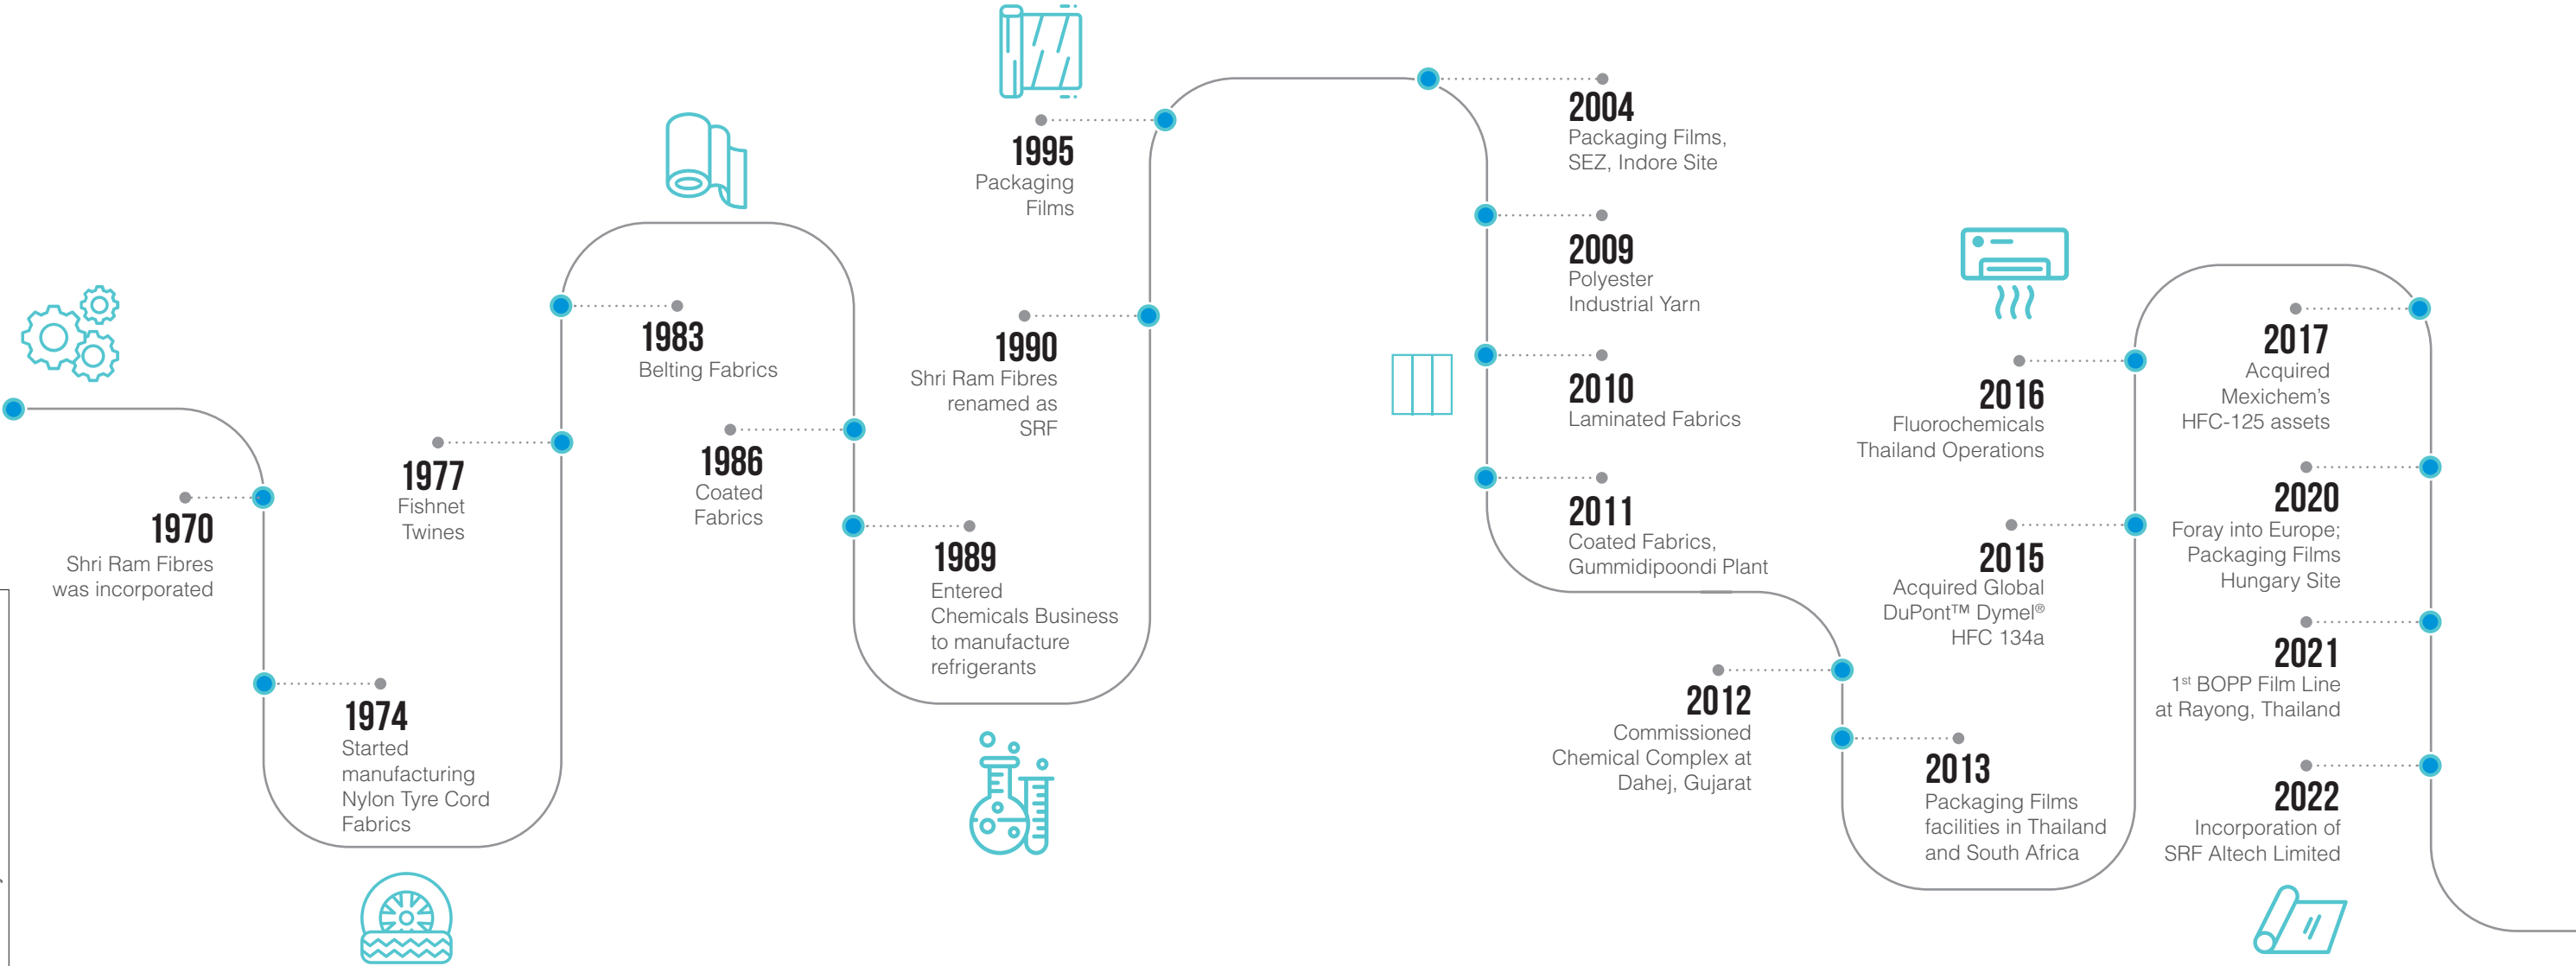 1970
Shri Ram Fibres
was incorporated
1974
Started
manufacturing
Nylon Tyre Cord
Fabrics
1977
Fishnet
Twines
1983
Belting Fabrics
1986
Coated
Fabrics
1989
Entered
Chemicals Business
to manufacture
refrigerants
1990
Shri Ram Fibres
renamed as
SRF
1995
Packaging
Films
2004
Packaging Films,
SEZ, Indore Site
2009
Polyester
Industrial Yarn
2010
Laminated Fabrics
2011
Coated Fabrics,
Gummidipoondi Plant
2012
Commissioned
Chemical Complex at
Dahej, Gujarat
2013
Packaging Films
facilities in Thailand
and South Africa
2015
Acquired Global
DuPont™ Dymel®
HFC 134a
2016
Fluorochemicals
Thailand Operations
2017
Acquired
Mexichem’s
HFC-125 assets
2020
Foray into Europe;
Packaging Films
Hungary Site
2021
1st BOPP Film Line
at Rayong, Thailand
2022
Incorporation of
SRF Altech Limited